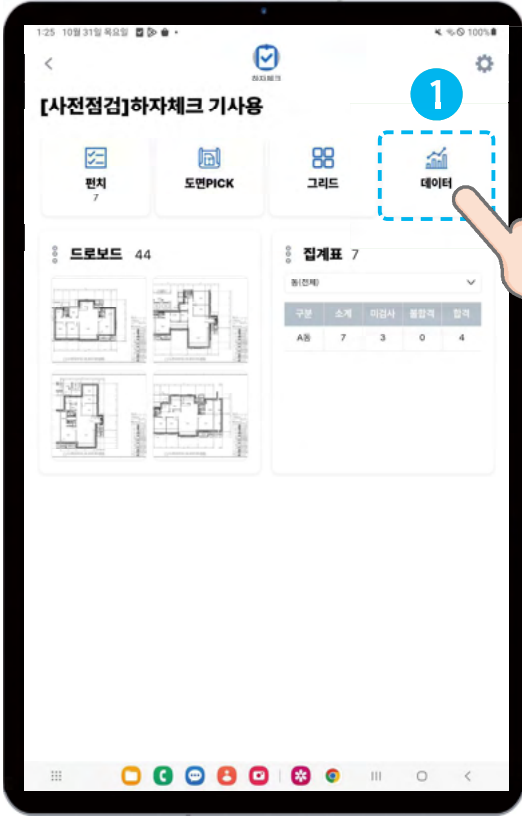 1:25 10월 31일 목요일
100%
하자체크
[사전점검]하자체크 기사용
1
펀치
7
도면PICK
그리드
데이터
드로보드 44
집계표 7
동(전체)
구분 소계 미검사 불합격 합격
A동 7 3 0 4